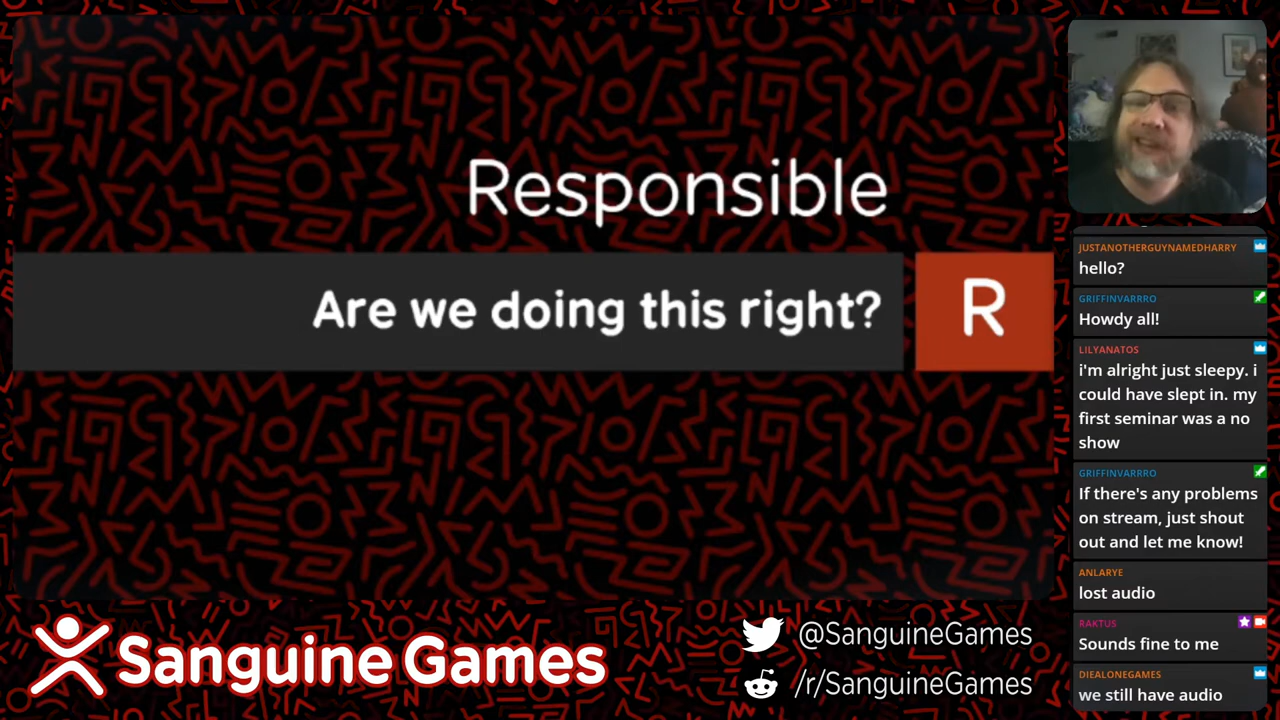 Responsible
Are we doing this right?
R
JUSTANOTHERGUYNAMEDHARRY
hello?
GRIFFINVARRRO
Howdy all!
LILYANATOS
i'm alright just sleepy. i
could have slept in. my
first seminar was a no
show
GRIFFINVARRRO
If there's any problems
on stream, just shout
out and let me know!
ANLARYE
lost audio
RAKTUS
Sounds fine to me
DIEALONEGAMES
we still have audio
Sanguine Games
@SanguineGames
/r/SanguineGames